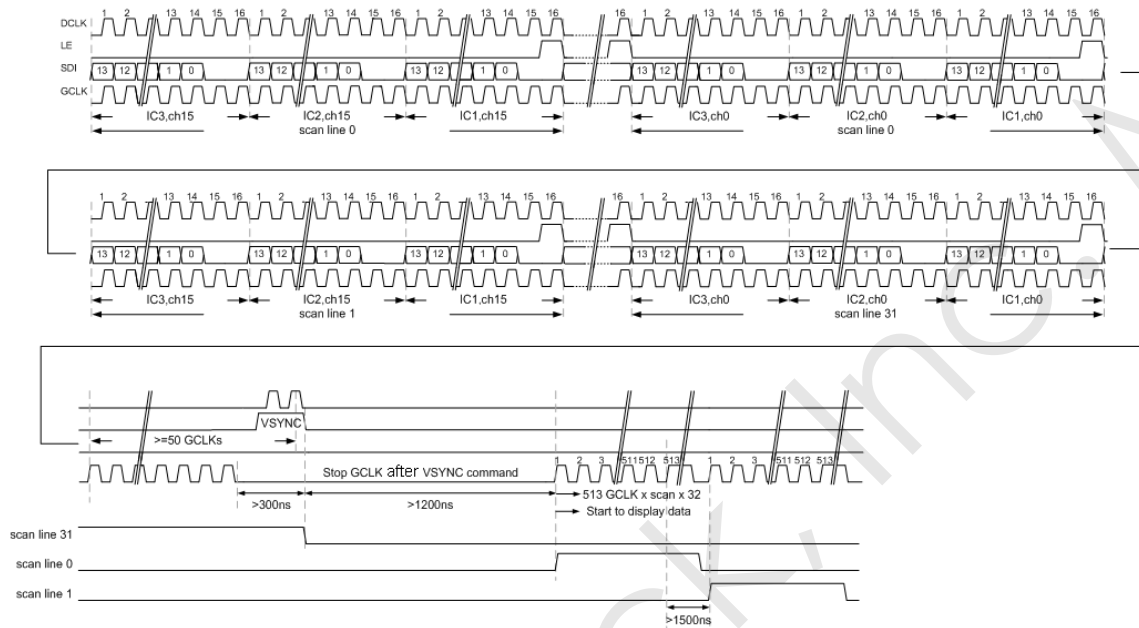 1 2 13 14 15 16 1 2 13 14 15 16 1 2 13 14 15 16 16 1 2 13 14 15 16 1 2 13 14 15 16 1 2 13 14 15 16
DCLK
LE
SDI 13 12 1 0 13 12 1 0 13 12 1 0 13 12 1 0 13 12 1 0 13 12 1 0
GCLK
IC3,ch15 IC2,ch15 IC1,ch15 IC3,ch0 IC2,ch0 IC1,ch0
scan line 0 scan line 0
1 2 13 14 15 16 1 2 13 14 15 16 1 2 13 14 15 16 16 1 2 13 14 15 16 1 2 13 14 15 16 1 2 13 14 15 16
13 12 1 0 13 12 1 0 13 12 1 0 13 12 1 0 13 12 1 0 13 12 1 0
IC3,ch15 IC2,ch15 IC1,ch15 IC3,ch0 IC2,ch0 IC1,ch0
scan line 1 scan line 31
VSYNC
>=50 GCLKs
1 2 3 511 512 513 1 2 3 511 512 513
Stop GCLK after VSYNC command
513 GCLK x scan x 32
>300ns >1200ns
Start to display data
scan line 31
scan line 0
scan line 1
>1500ns